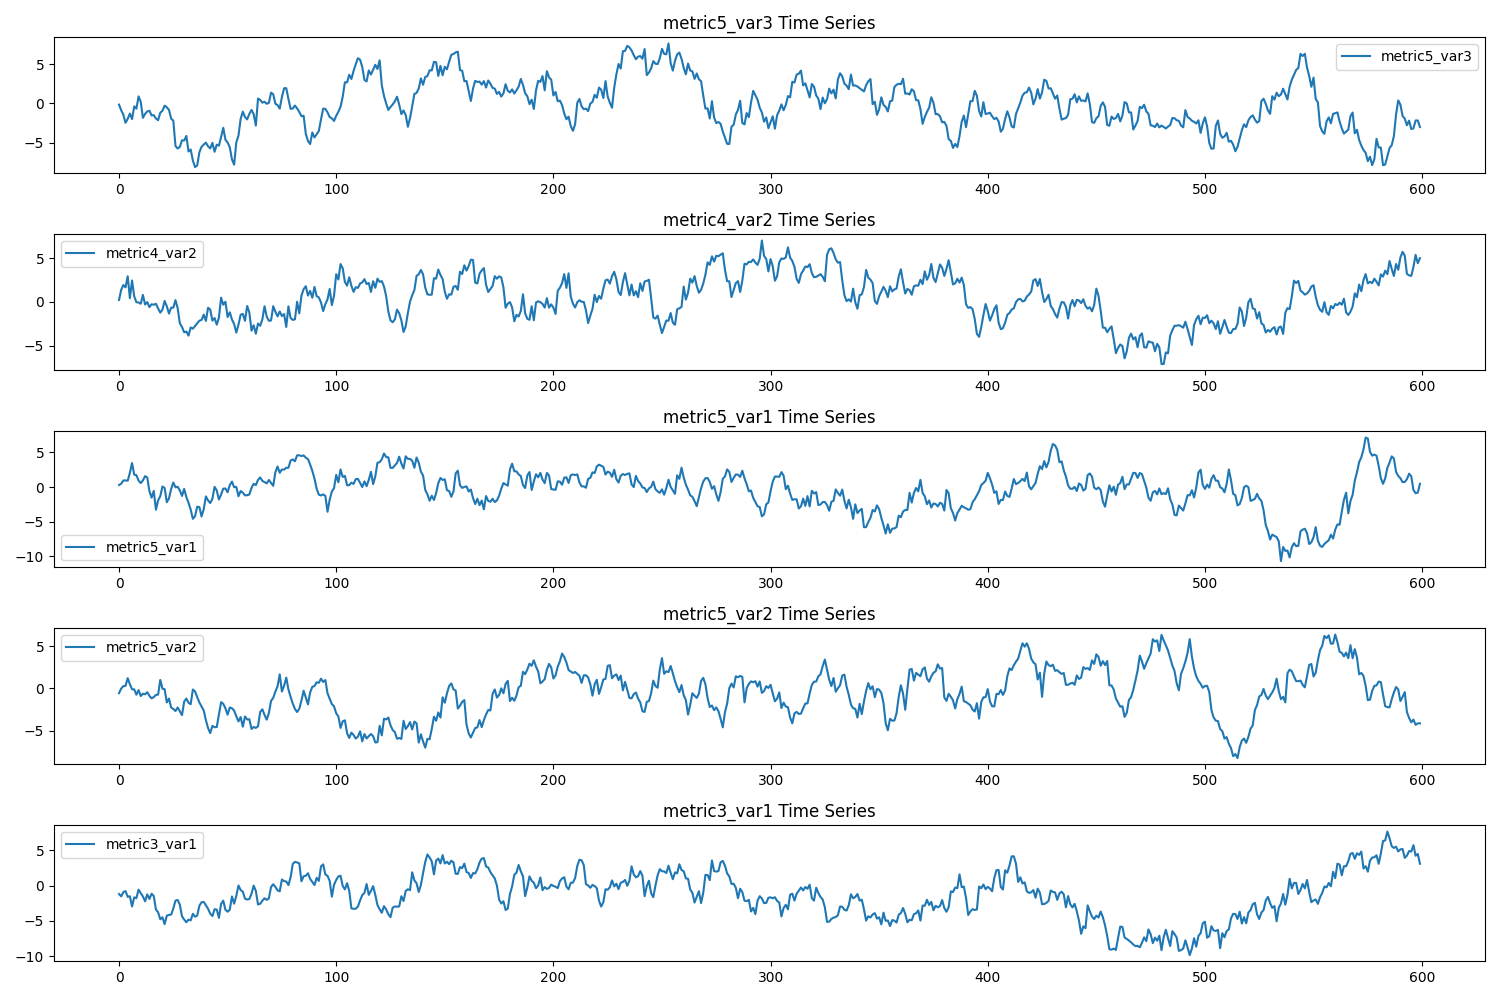 metric5_var3 Time Series
metric5_var3
5
0
−5
0 100 200 300 400 500 600
metric4_var2 Time Series
metric4_var2
5
0
−5
0 100 200 300 400 500 600
metric5_var1 Time Series
5
0
−5
−10
metric5_var1
0 100 200 300 400 500 600
metric5_var2 Time Series
metric5_var2
5
0
−5
0 100 200 300 400 500 600
metric3_var1 Time Series
metric3_var1
5
0
−5
−10
0 100 200 300 400 500 600